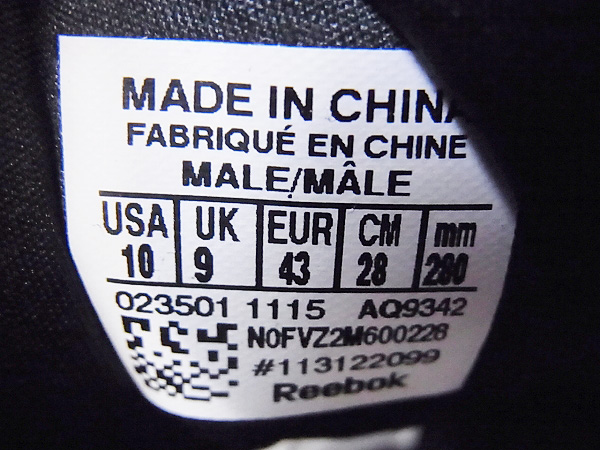 MADE IN CHINA
FABRIQUÉ EN CHINE
MALE/MÂLE
USA UK EUR CM mm
10 9 43 28 280
023501 1115 AQ9342
N0FVZ2M600228
#113122099
Reebok